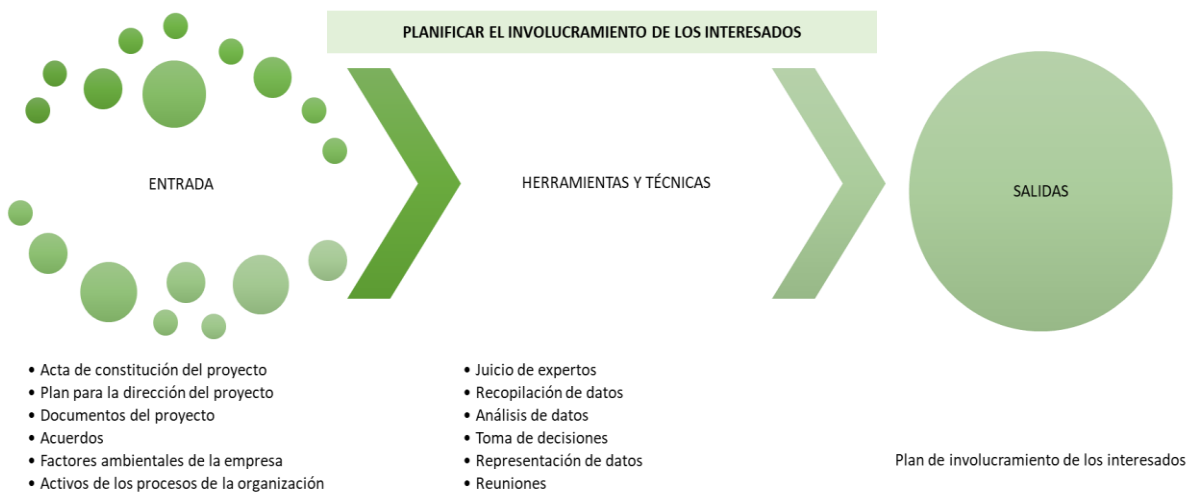 PLANIFICAR EL INVOLUCRAMIENTO DE LOS INTERESADOS
ENTRADA
HERRAMIENTAS Y TÉCNICAS
SALIDAS
• Acta de constitución del proyecto
• Plan para la dirección del proyecto
• Documentos del proyecto
• Acuerdos
• Factores ambientales de la empresa
• Activos de los procesos de la organización
• Juicio de expertos
• Recopilación de datos
• Análisis de datos
• Toma de decisiones
• Representación de datos
• Reuniones
Plan de involucramiento de los interesados